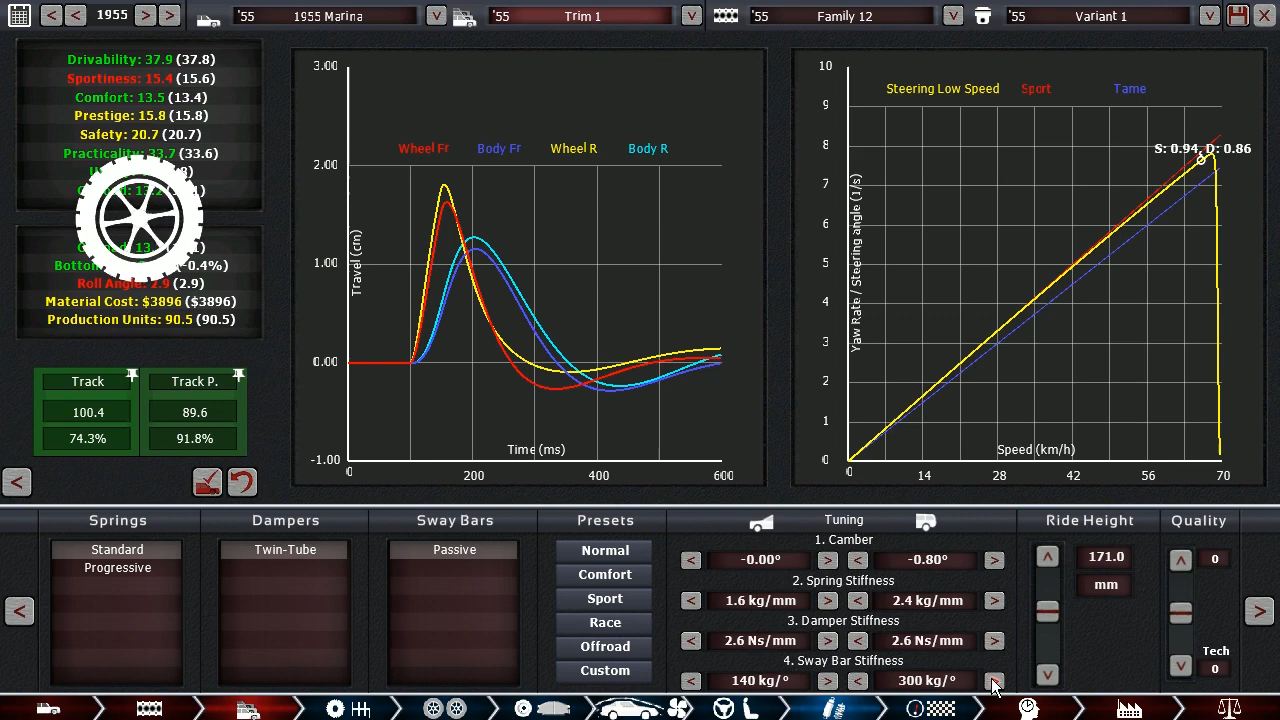 1955
'55 1955 Marina
'55 Trim 1
'55 Family 12
'55 Variant 1
Drivability: 37.9 (37.8)
Sportiness: 15.4 (15.6)
Comfort: 13.5 (13.4)
Prestige: 15.8 (15.8)
Safety: 20.7 (20.7)
Practicality: 33.7 (33.6)
Roll Angle: 2.9 (2.9)
Material Cost: $3896 ($3896)
Production Units: 90.5 (90.5)
Track
Track P.
100.4
89.6
74.3%
91.8%
3.00
2.00
1.00
0.00
-1.00
Wheel Fr
Body Fr
Wheel R
Body R
Travel (cm)
Time (ms)
0
200
400
600
10
9
8
7
6
5
4
3
2
1
0
Steering Low Speed
Sport
Tame
S: 0.94, D: 0.86
Yaw Rate / Steering angle (1/s)
Speed (km/h)
0
14
28
42
56
70
Springs
Dampers
Sway Bars
Presets
Tuning
Ride Height
Quality
Standard
Progressive
Twin-Tube
Passive
Normal
Comfort
Sport
Race
Offroad
Custom
1. Camber
-0.00°
-0.80°
2. Spring Stiffness
1.6 kg/mm
2.4 kg/mm
3. Damper Stiffness
2.6 Ns/mm
2.6 Ns/mm
4. Sway Bar Stiffness
140 kg/°
300 kg/°
171.0
mm
0
Tech
0